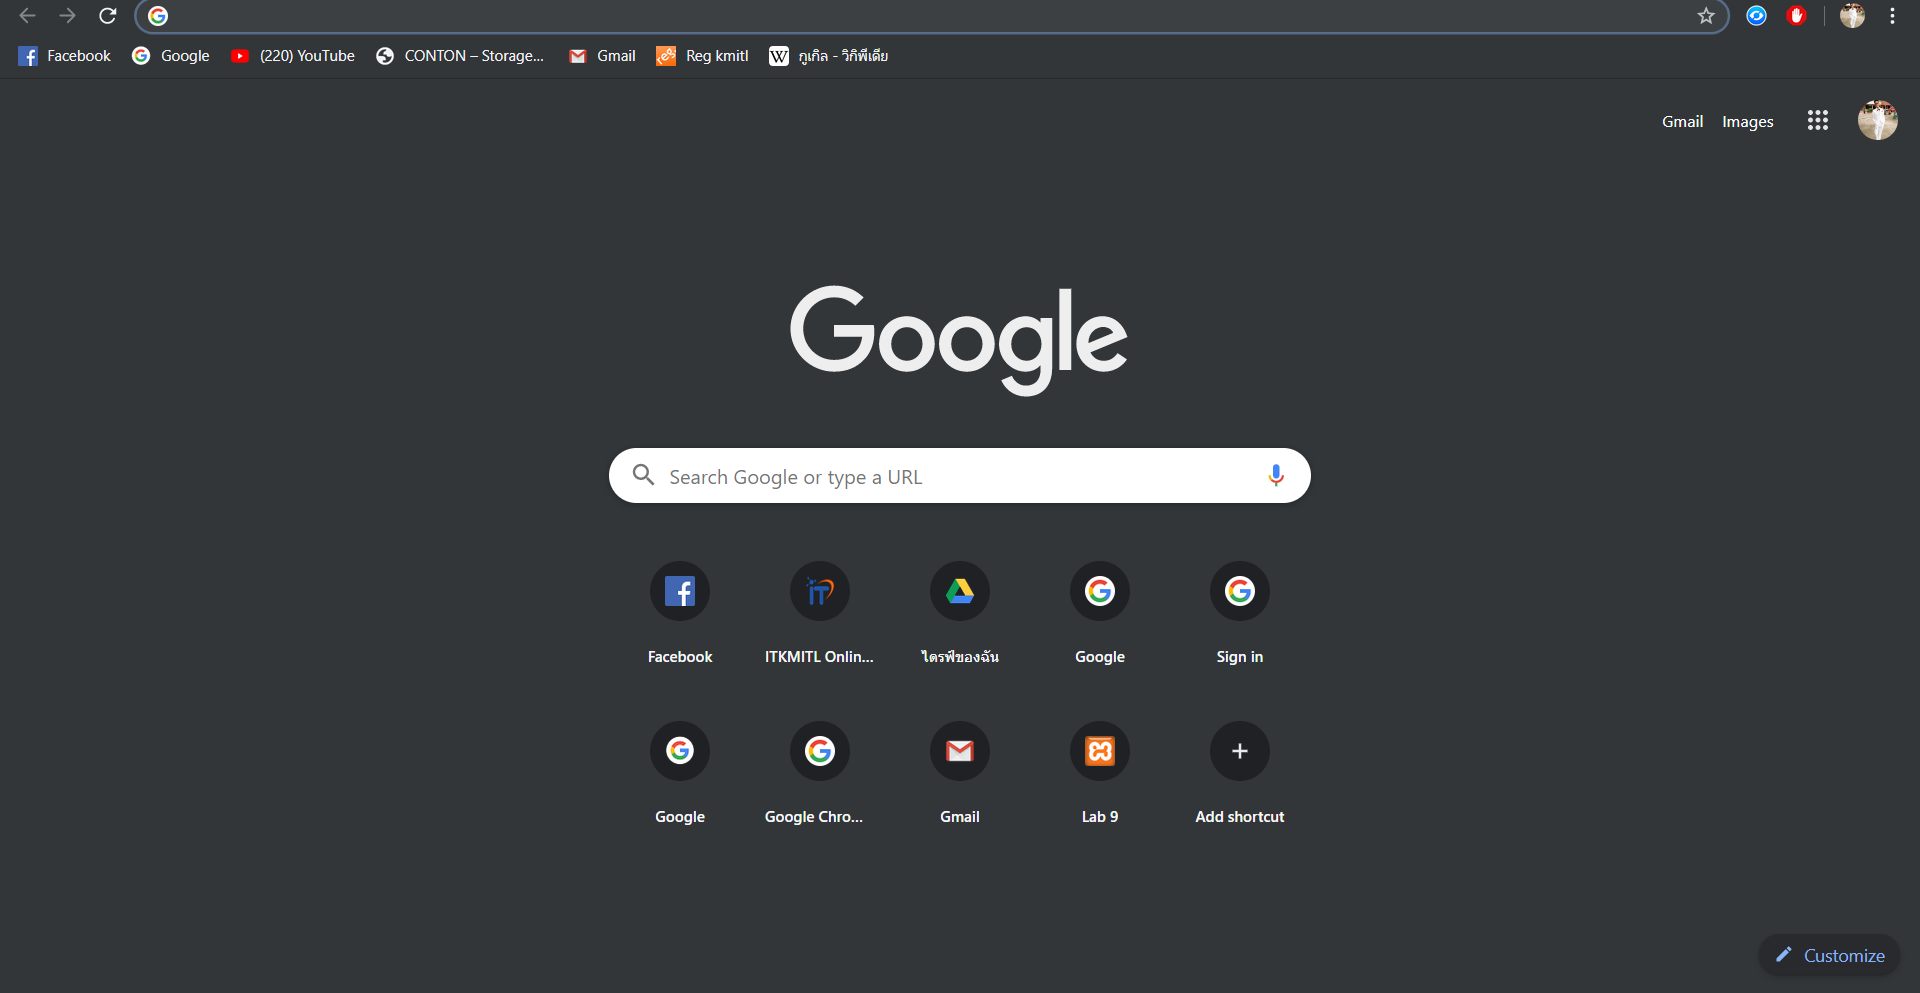 Facebook Google (220) YouTube CONTON – Storage... Gmail Reg kmitl W กูเกิล - วิกิพีเดีย
Gmail Images
Google
Search Google or type a URL
Facebook ITKMITL Onlin... ไดรฟ์ของฉัน Google Sign in
Google Google Chro... Gmail Lab 9 Add shortcut
Customize